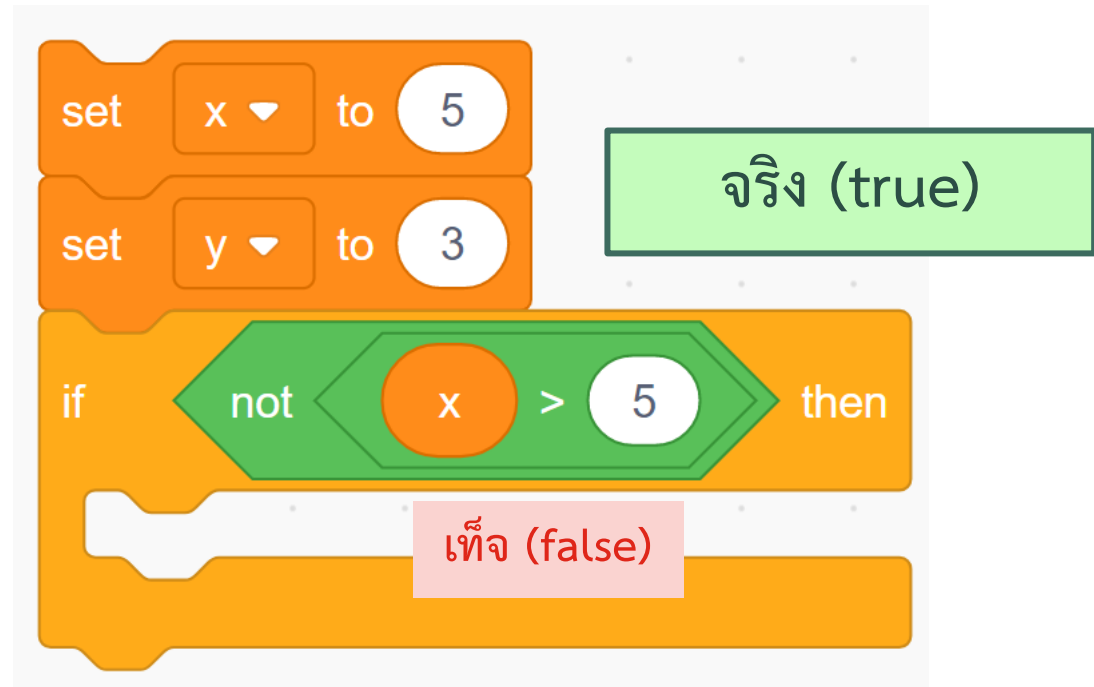 set x to 5
จริง (true)
set y to 3
if not x > 5 then
เท็จ (false)